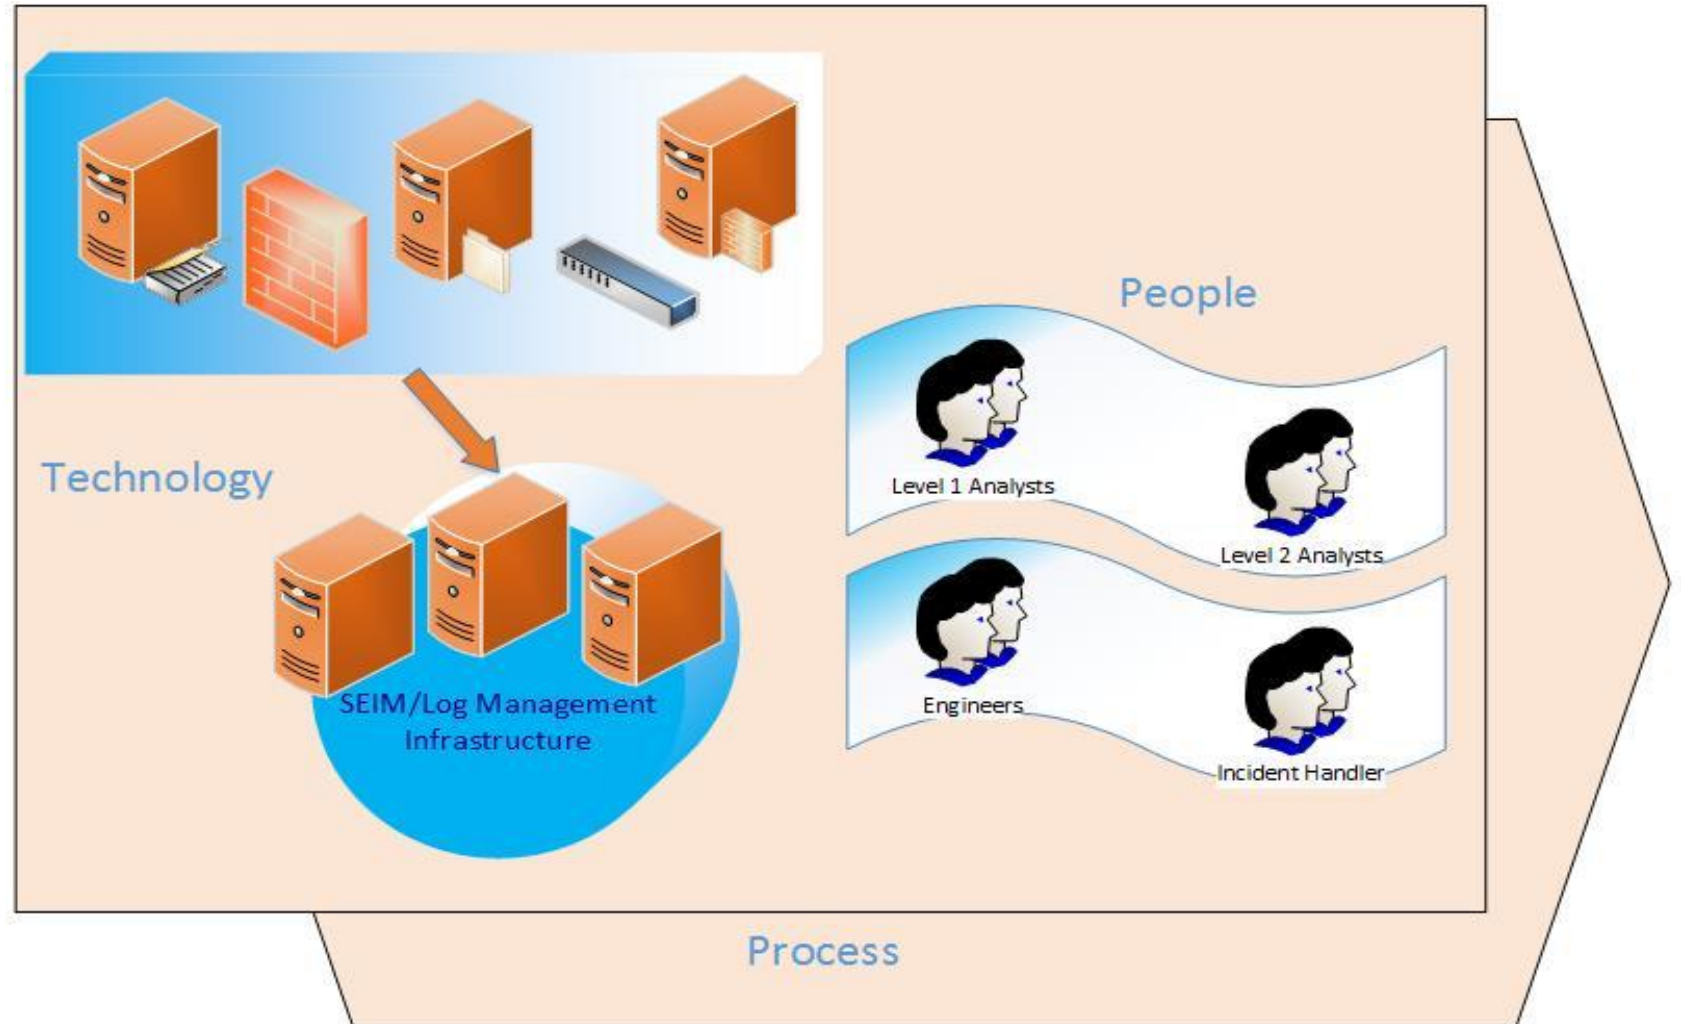 People
Technology
Level 1 Analysts
Level 2 Analysts
SEIM/Log Management
Infrastructure
Engineers
Incident Handler
Process